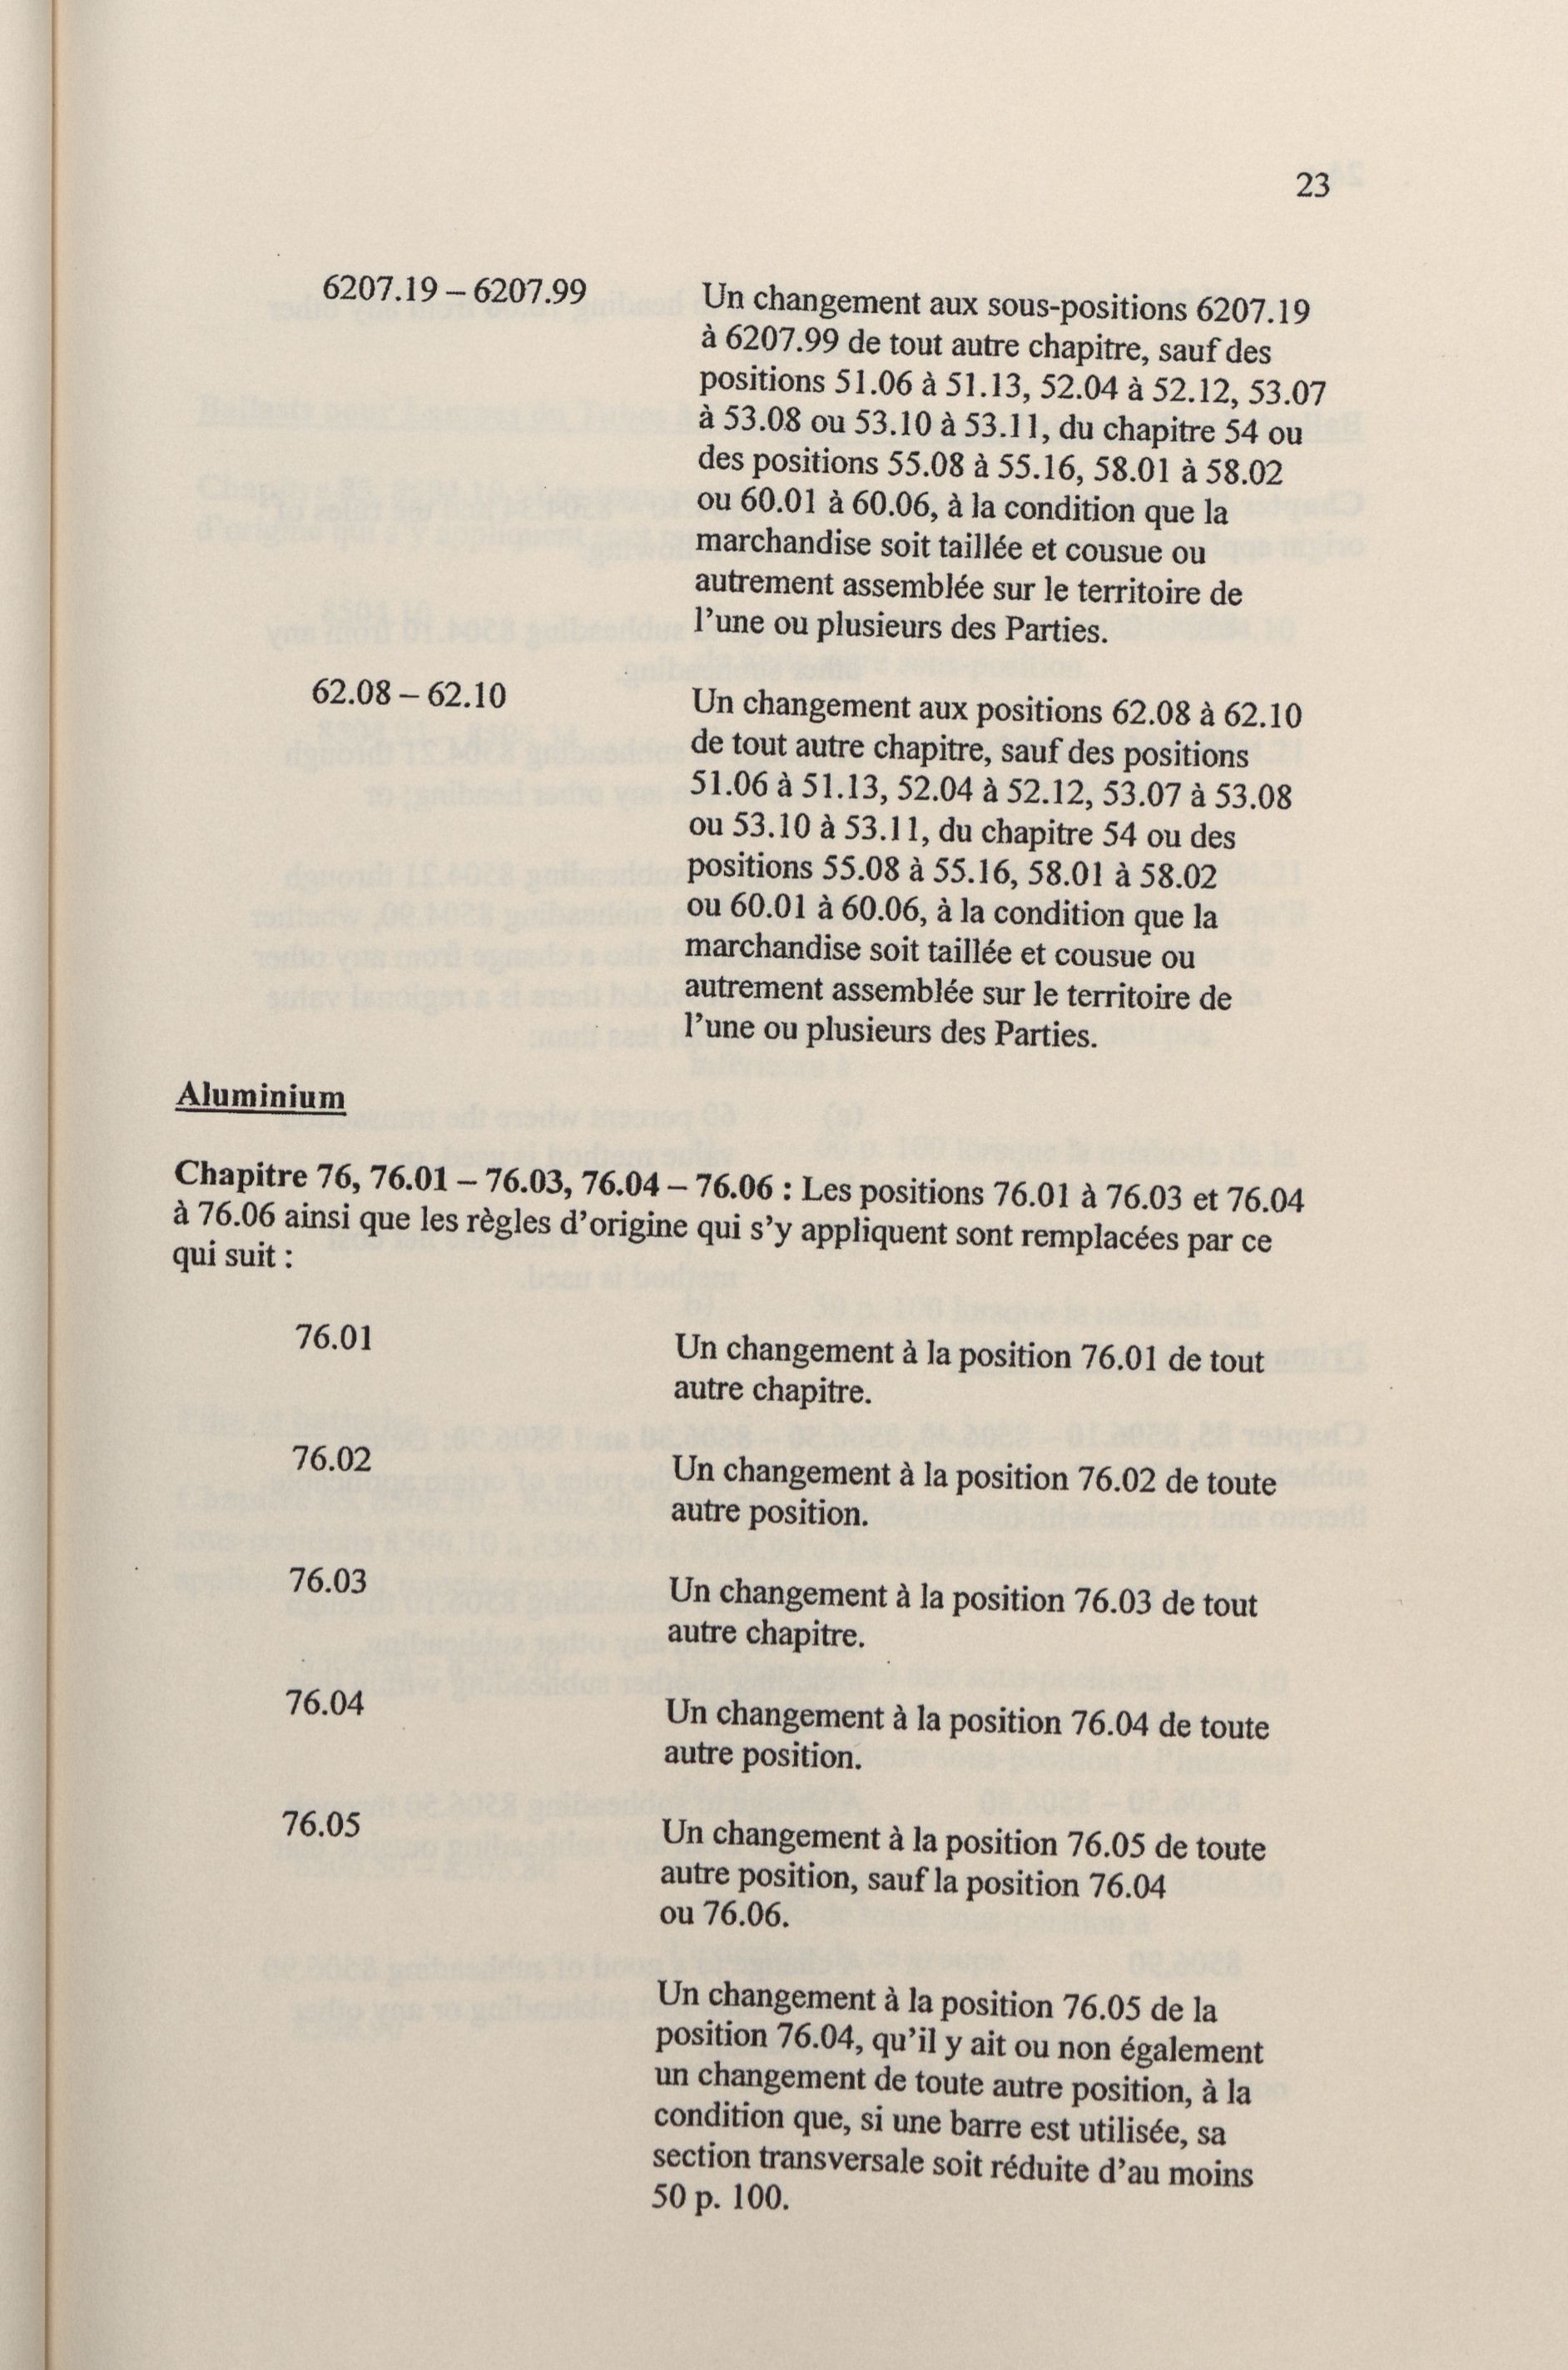 23
6207.19 – 6207.99
Un changement aux sous-positions 6207.19
à 6207.99 de tout autre chapitre, sauf des
positions 51.06 à 51.13, 52.04 à 52.12, 53.07
à 53.08 ou 53.10 à 53.11, du chapitre 54 ou
des positions 55.08 à 55.16, 58.01 à 58.02
ou 60.01 à 60.06, à la condition que la
marchandise soit taillée et cousue ou
autrement assemblée sur le territoire de
l’une ou plusieurs des Parties.
62.08 – 62.10
Un changement aux positions 62.08 à 62.10
de tout autre chapitre, sauf des positions
51.06 à 51.13, 52.04 à 52.12, 53.07 à 53.08
ou 53.10 à 53.11, du chapitre 54 ou des
positions 55.08 à 55.16, 58.01 à 58.02
ou 60.01 à 60.06, à la condition que la
marchandise soit taillée et cousue ou
autrement assemblée sur le territoire de
l’une ou plusieurs des Parties.
Aluminium
Chapitre 76, 76.01 – 76.03, 76.04 – 76.06 : Les positions 76.01 à 76.03 et 76.04
à 76.06 ainsi que les règles d’origine qui s’y appliquent sont remplacées par ce
qui suit :
76.01
Un changement à la position 76.01 de tout
autre chapitre.
76.02
Un changement à la position 76.02 de toute
autre position.
76.03
Un changement à la position 76.03 de tout
autre chapitre.
76.04
Un changement à la position 76.04 de toute
autre position.
76.05
Un changement à la position 76.05 de toute
autre position, sauf la position 76.04
ou 76.06.
Un changement à la position 76.05 de la
position 76.04, qu’il y ait ou non également
un changement de toute autre position, à la
condition que, si une barre est utilisée, sa
section transversale soit réduite d’au moins
50 p. 100.